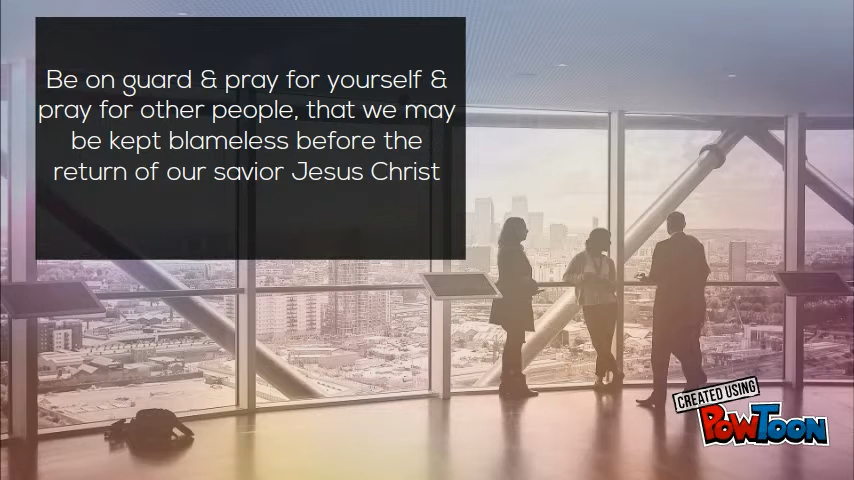 Be on guard & pray for yourself &
pray for other people, that we may
be kept blameless before the
return of our savior Jesus Christ
CREATED USING
POWTOON